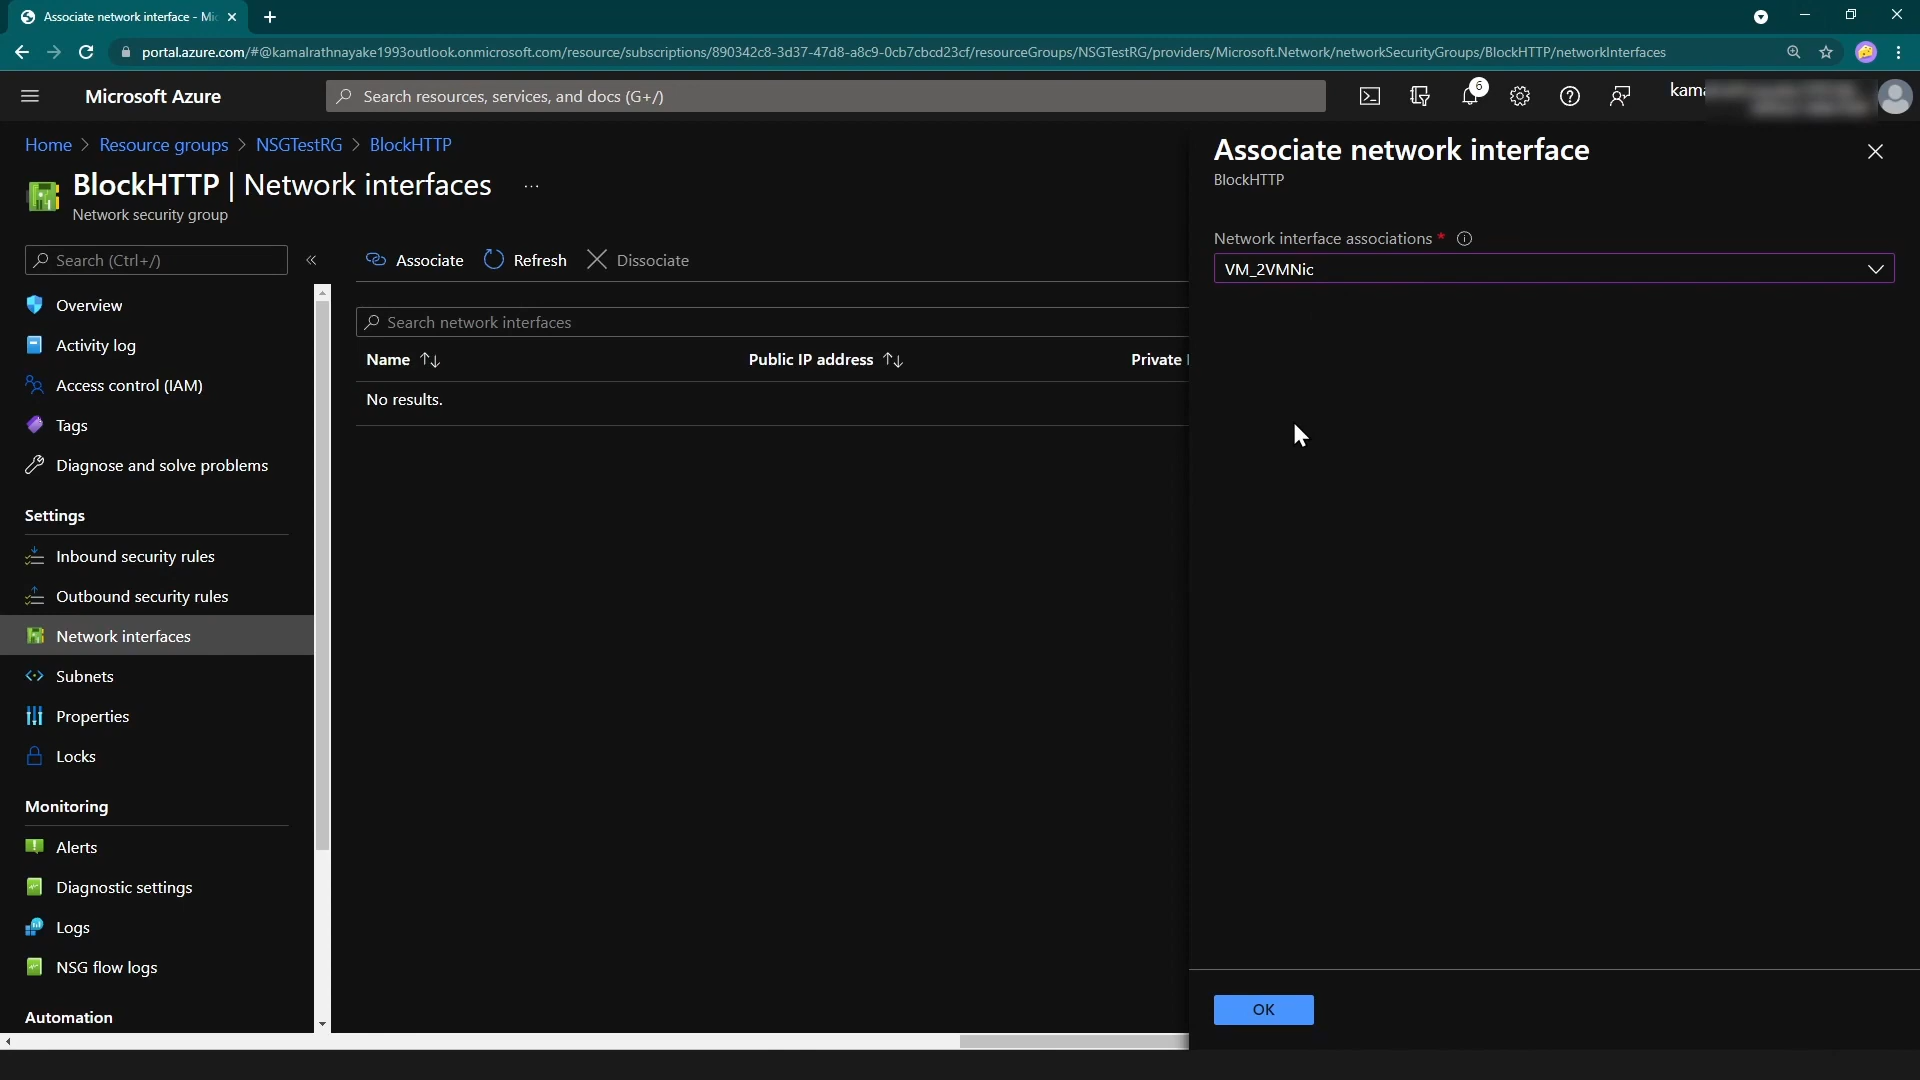 Associate network interface - Mi
portal.azure.com/#@kamalrathnayake1993outlook.onmicrosoft.com/resource/subscriptions/890342c8-3d37-47d8-a8c9-0cb7cbcd23cf/resourceGroups/NSGTestRG/providers/Microsoft.Network/networkSecurityGroups/BlockHTTP/networkInterfaces
Microsoft Azure
Search resources, services, and docs (G+/)
6
kama
Home > Resource groups > NSGTestRG > BlockHTTP
BlockHTTP | Network interfaces ...
Network security group
Search (Ctrl+/)
«
Overview
Activity log
Access control (IAM)
Tags
Diagnose and solve problems
Settings
Inbound security rules
Outbound security rules
Network interfaces
Subnets
Properties
Locks
Monitoring
Alerts
Diagnostic settings
Logs
NSG flow logs
Automation
Associate Refresh Dissociate
Search network interfaces
Name Public IP address Private
No results.
Associate network interface
BlockHTTP
Network interface associations *
VM_2VMNic
OK